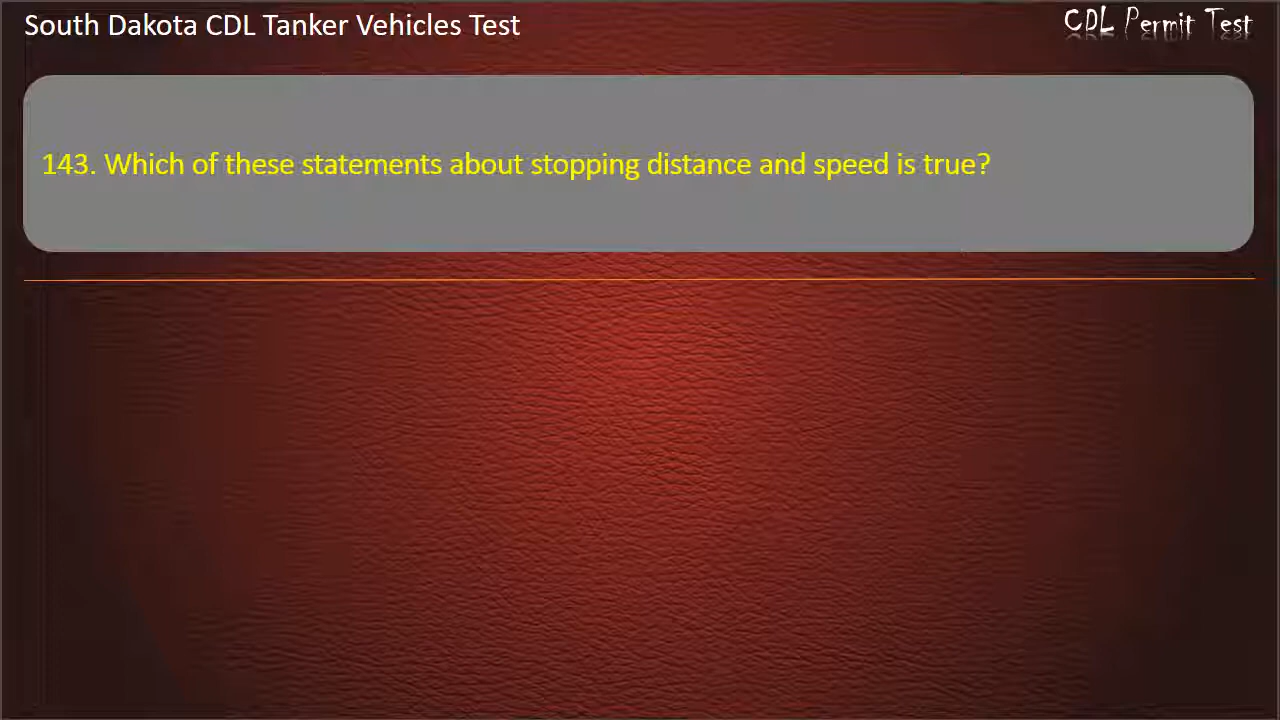 South Dakota CDL Tanker Vehicles Test
CDL Permit Test
143. Which of these statements about stopping distance and speed is true?